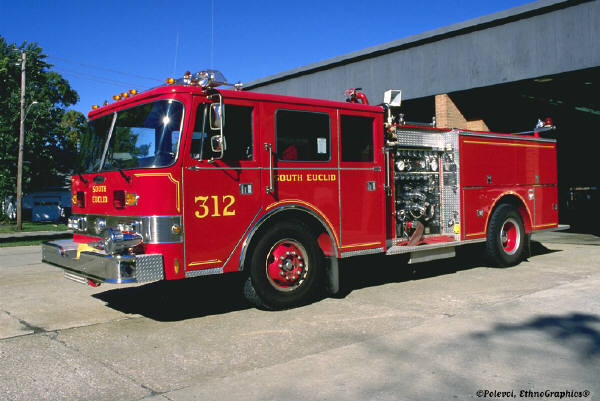 SOUTH
EUCLID
312
SOUTH EUCLID
©Polevoi, EthnoGraphics®